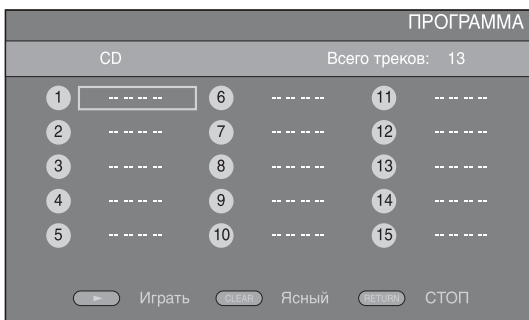 ПРОГРАММА
CD Всего треков: 13
1 -- -- -- -- 6 -- -- -- -- 11 -- -- -- --
2 -- -- -- -- 7 -- -- -- -- 12 -- -- -- --
3 -- -- -- -- 8 -- -- -- -- 13 -- -- -- --
4 -- -- -- -- 9 -- -- -- -- 14 -- -- -- --
5 -- -- -- -- 10 -- -- -- -- 15 -- -- -- --
Играть CLEAR Ясный RETURN СТОП